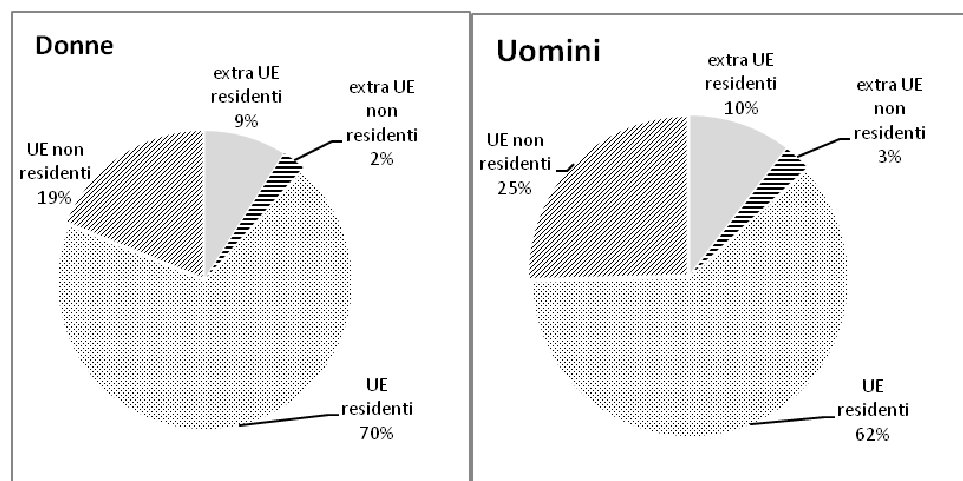 Donne
extra UE
residenti
9%
extra UE
non
residenti
2%
UE non
residenti
19%
UE
residenti
70%
Uomini
extra UE
residenti
10%
extra UE
non
residenti
3%
UE non
residenti
25%
UE
residenti
62%